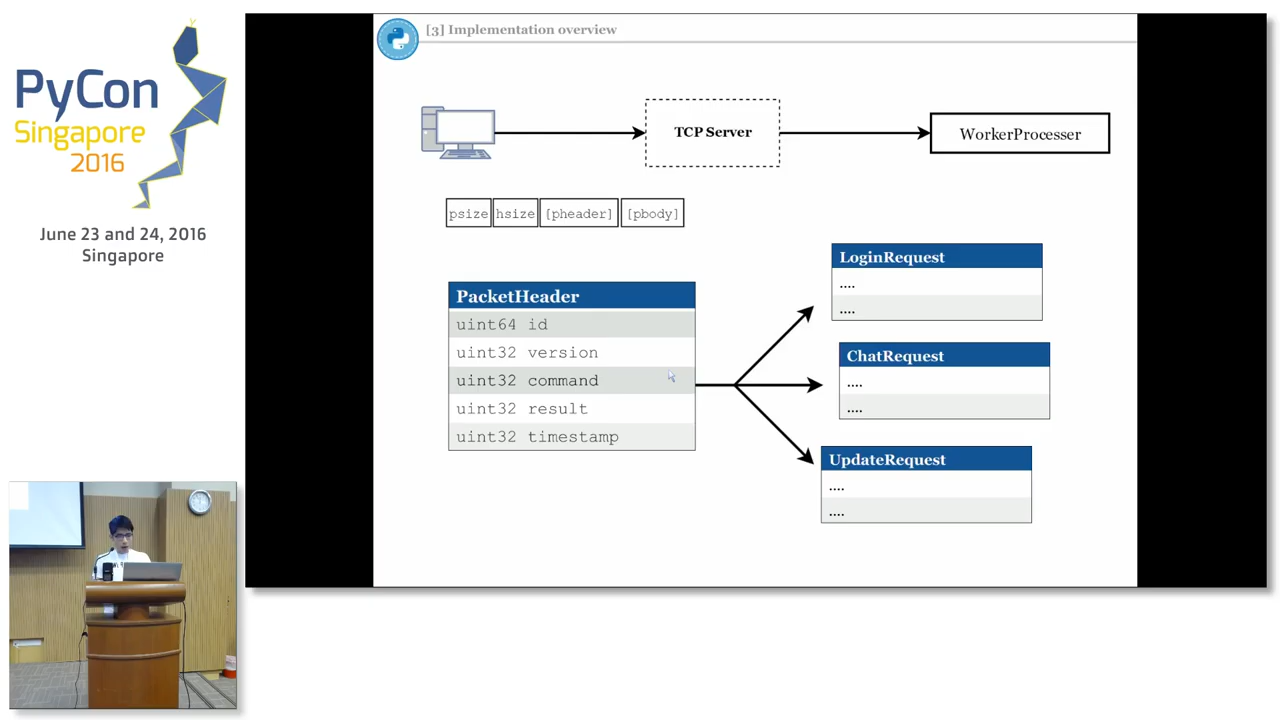 PyCon
Singapore
2016
June 23 and 24, 2016
Singapore
[3] Implementation overview
TCP Server
WorkerProcesser
psize hsize [pheader] [pbody]
PacketHeader
uint64 id
uint32 version
uint32 command
uint32 result
uint32 timestamp
LoginRequest
....
....
ChatRequest
....
....
UpdateRequest
....
....